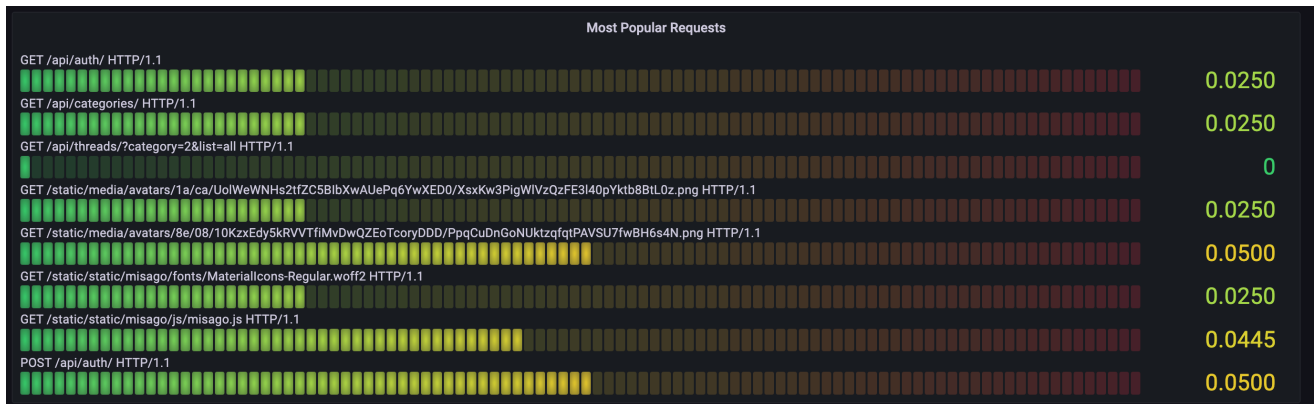 Most Popular Requests
GET /api/auth/ HTTP/1.1
0.0250
GET /api/categories/ HTTP/1.1
0.0250
GET /api/threads/?category=2&list=all HTTP/1.1
0
GET /static/media/avatars/1a/ca/UolWeWNHs2tfZC5BIbXwAUePq6YwXED0/XsxKw3PigWlVzQzFE3l40pYktb8BtL0z.png HTTP/1.1
0.0250
GET /static/media/avatars/8e/08/10KzxEdy5kRVVTfiMvDwQZEoTcoryDDD/PpqCuDnGoNUktzqfqtPAVSU7fwBH6s4N.png HTTP/1.1
0.0500
GET /static/static/misago/fonts/MaterialIcons-Regular.woff2 HTTP/1.1
0.0250
GET /static/static/misago/js/misago.js HTTP/1.1
0.0445
POST /api/auth/ HTTP/1.1
0.0500